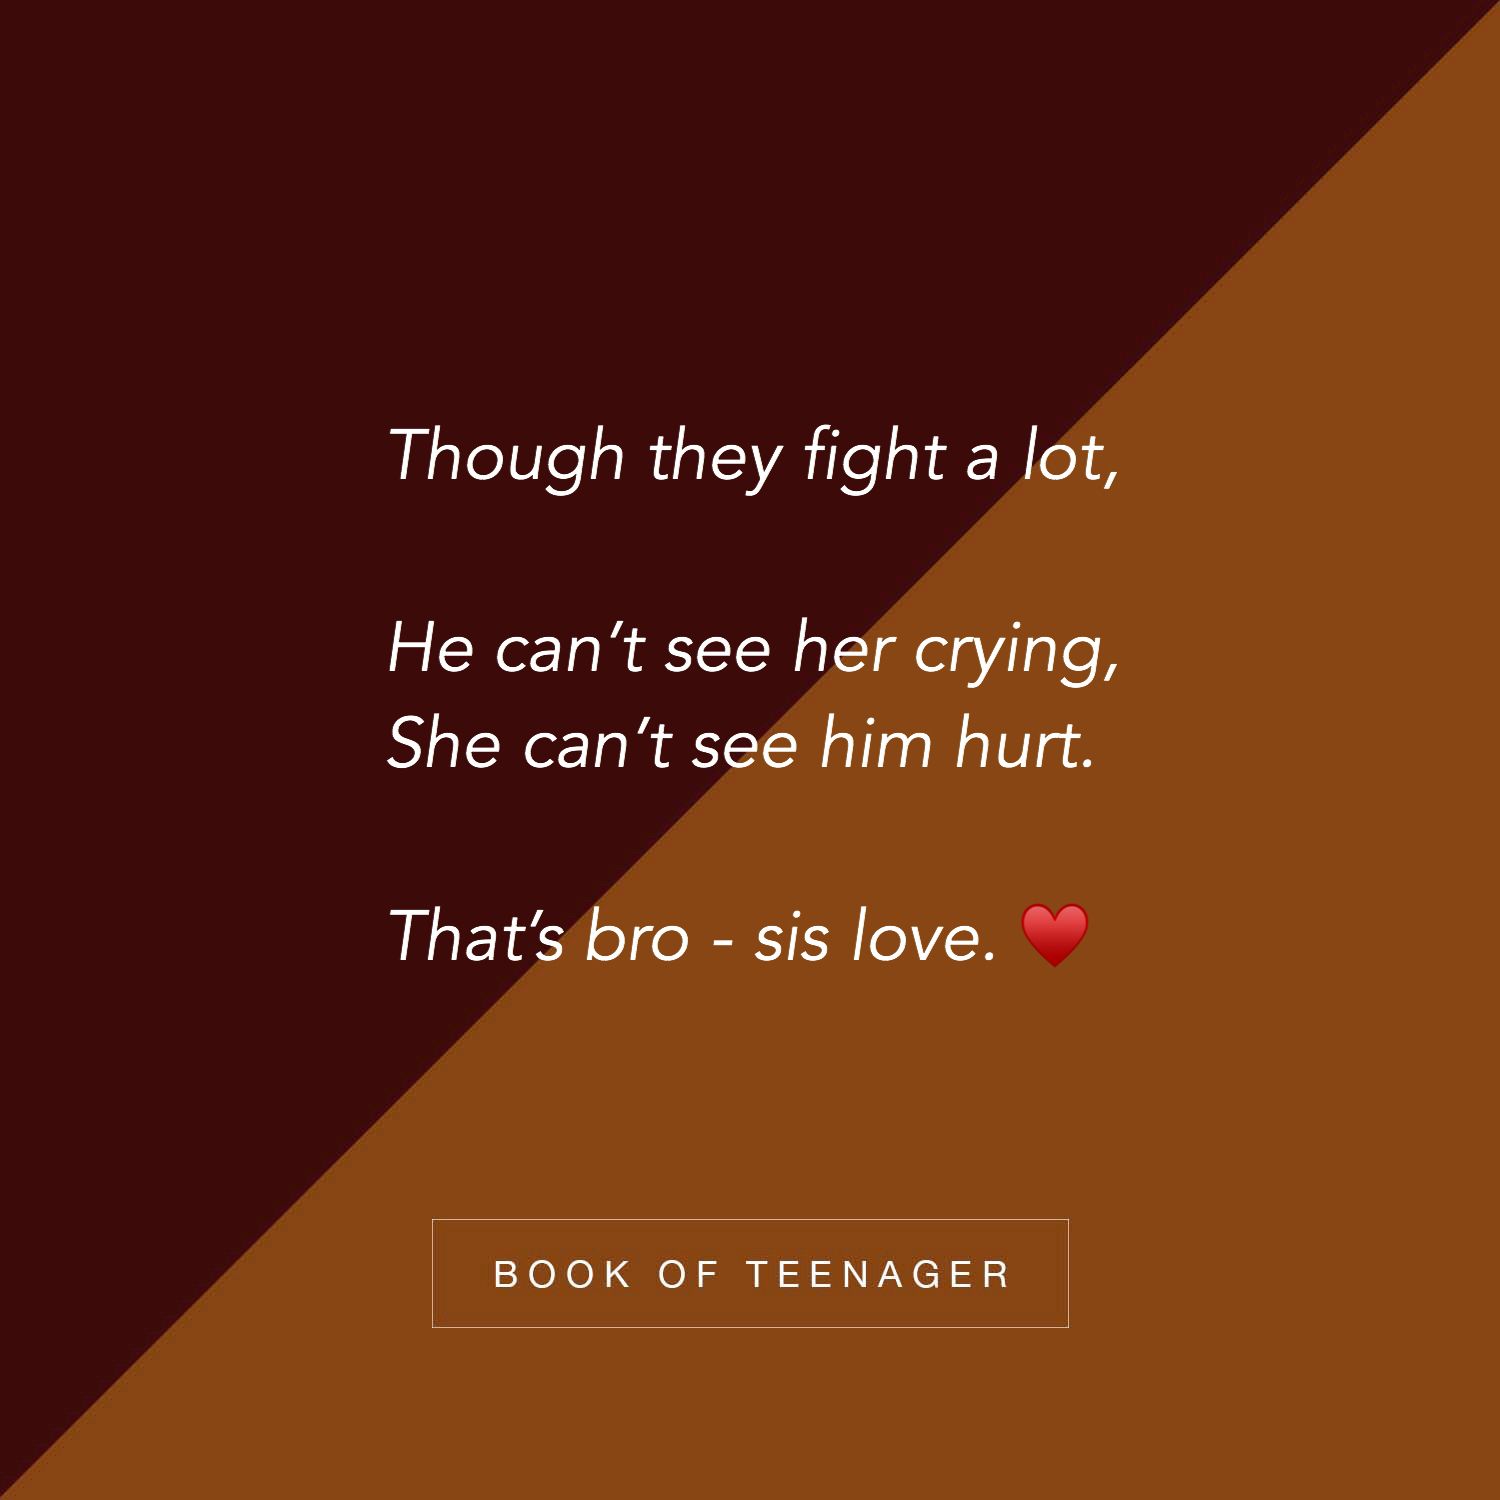 Though they fight a lot,
He can’t see her crying,
She can’t see him hurt.
That’s bro - sis love. ♥️
BOOK OF TEENAGER